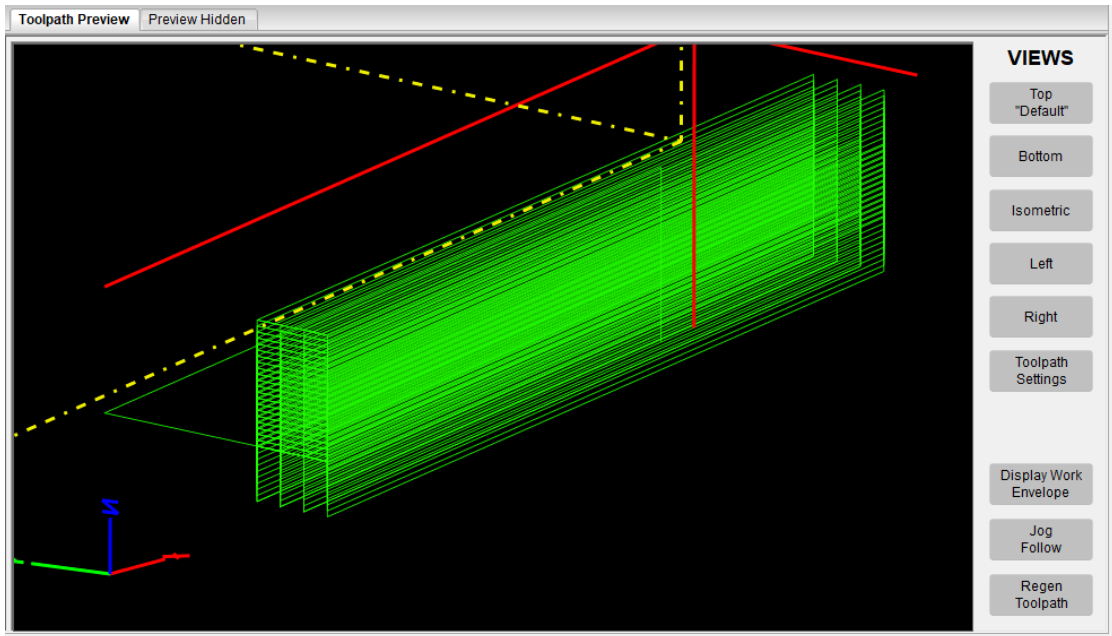 Toolpath Preview
Preview Hidden
VIEWS
Top
"Default"
Bottom
Isometric
Left
Right
Toolpath
Settings
Display Work
Envelope
Jog
Follow
Regen
Toolpath
Z